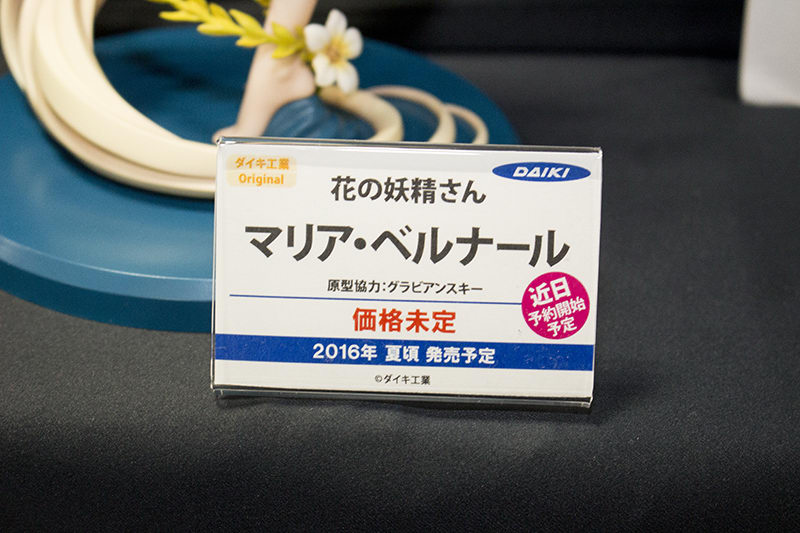 ダイキ工業
Original
DAIKI
花の妖精さん
マリア・ベルナール
原型協力:グラビアンスキー
価格未定
近日
予約開始
予定
2016年 夏頃 発売予定
©ダイキ工業